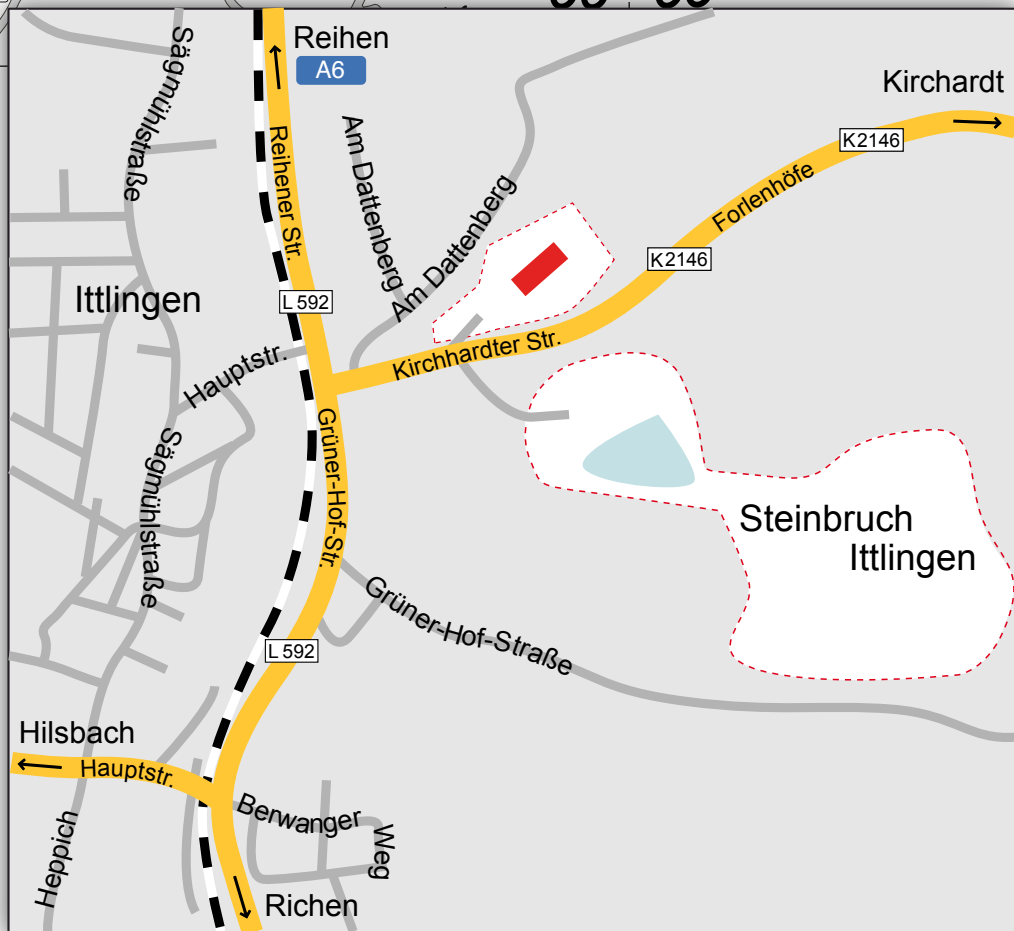 Reihen
A6
Kirchardt
K2146
Sägmühlstraße
Reihener Str.
Am Dattenberg
Am Dattenberg
Forlenhöfe
K2146
Ittlingen
L 592
Hauptstr.
Kirchhardter Str.
Grüner-Hof-Str.
Sägmühlstraße
Steinbruch
Ittlingen
Grüner-Hof-Straße
L 592
Hilsbach
Hauptstr.
Berwanger
Weg
Heppich
Richen